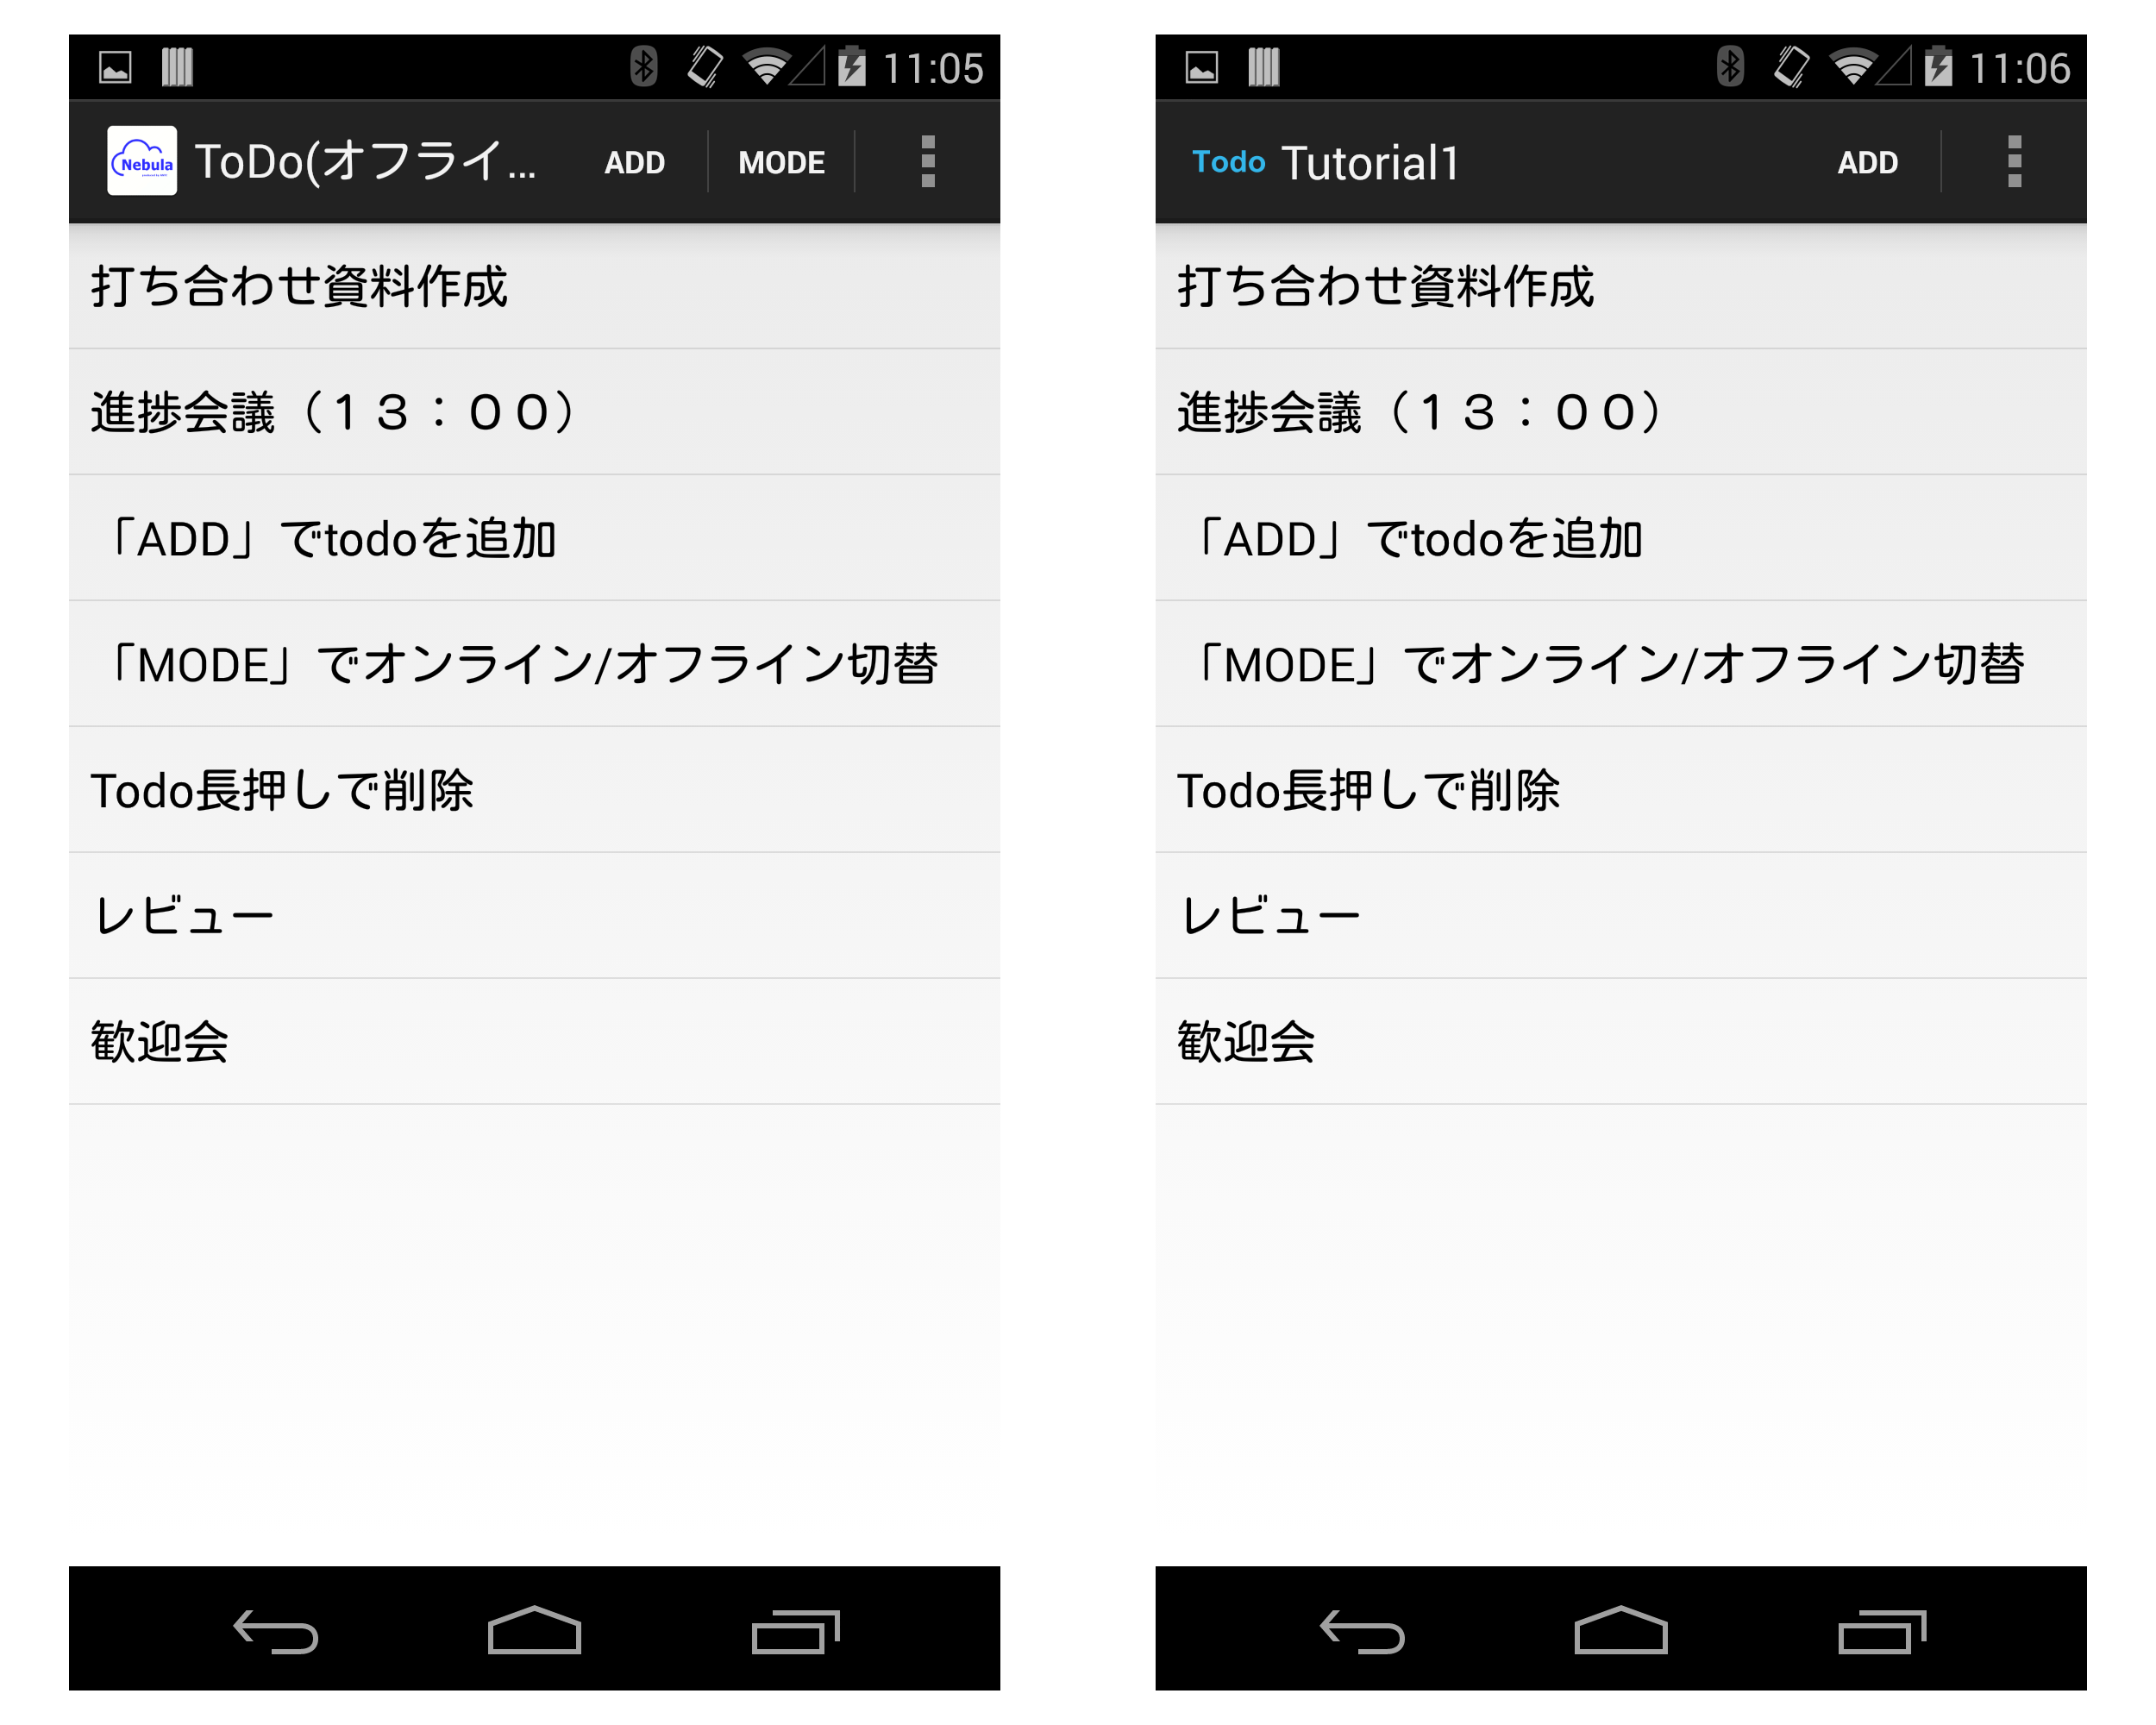 11:05
Nebula
ToDo(オフライ... ADD MODE
打ち合わせ資料作成
進捗会議（１３：００）
「ADD」でtodoを追加
「MODE」でオンライン/オフライン切替
Todo長押しで削除
レビュー
歓迎会
11:06
Todo Tutorial1 ADD
打ち合わせ資料作成
進捗会議（１３：００）
「ADD」でtodoを追加
「MODE」でオンライン/オフライン切替
Todo長押しで削除
レビュー
歓迎会